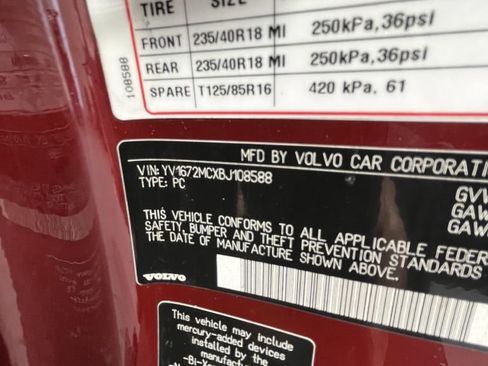 TIRE SIZE
FRONT 235/40R18 MI 250kPa,36psi
REAR 235/40R18 MI 250kPa,36psi
SPARE T125/85R16 420 kPa, 61
108588
MFD BY VOLVO CAR CORPORATI
VIN: YV1672MCXBJ108588
TYPE: PC
GVW
GAW
GAW
THIS VEHICLE CONFORMS TO ALL APPLICABLE FEDER
SAFETY, BUMPER AND THEFT PREVENTION STANDARDS
THE DATE OF MANUFACTURE SHOWN ABOVE.
VOLVO
This vehicle may include
mercury-added devices
installed by the
manufactur
-Bi-X